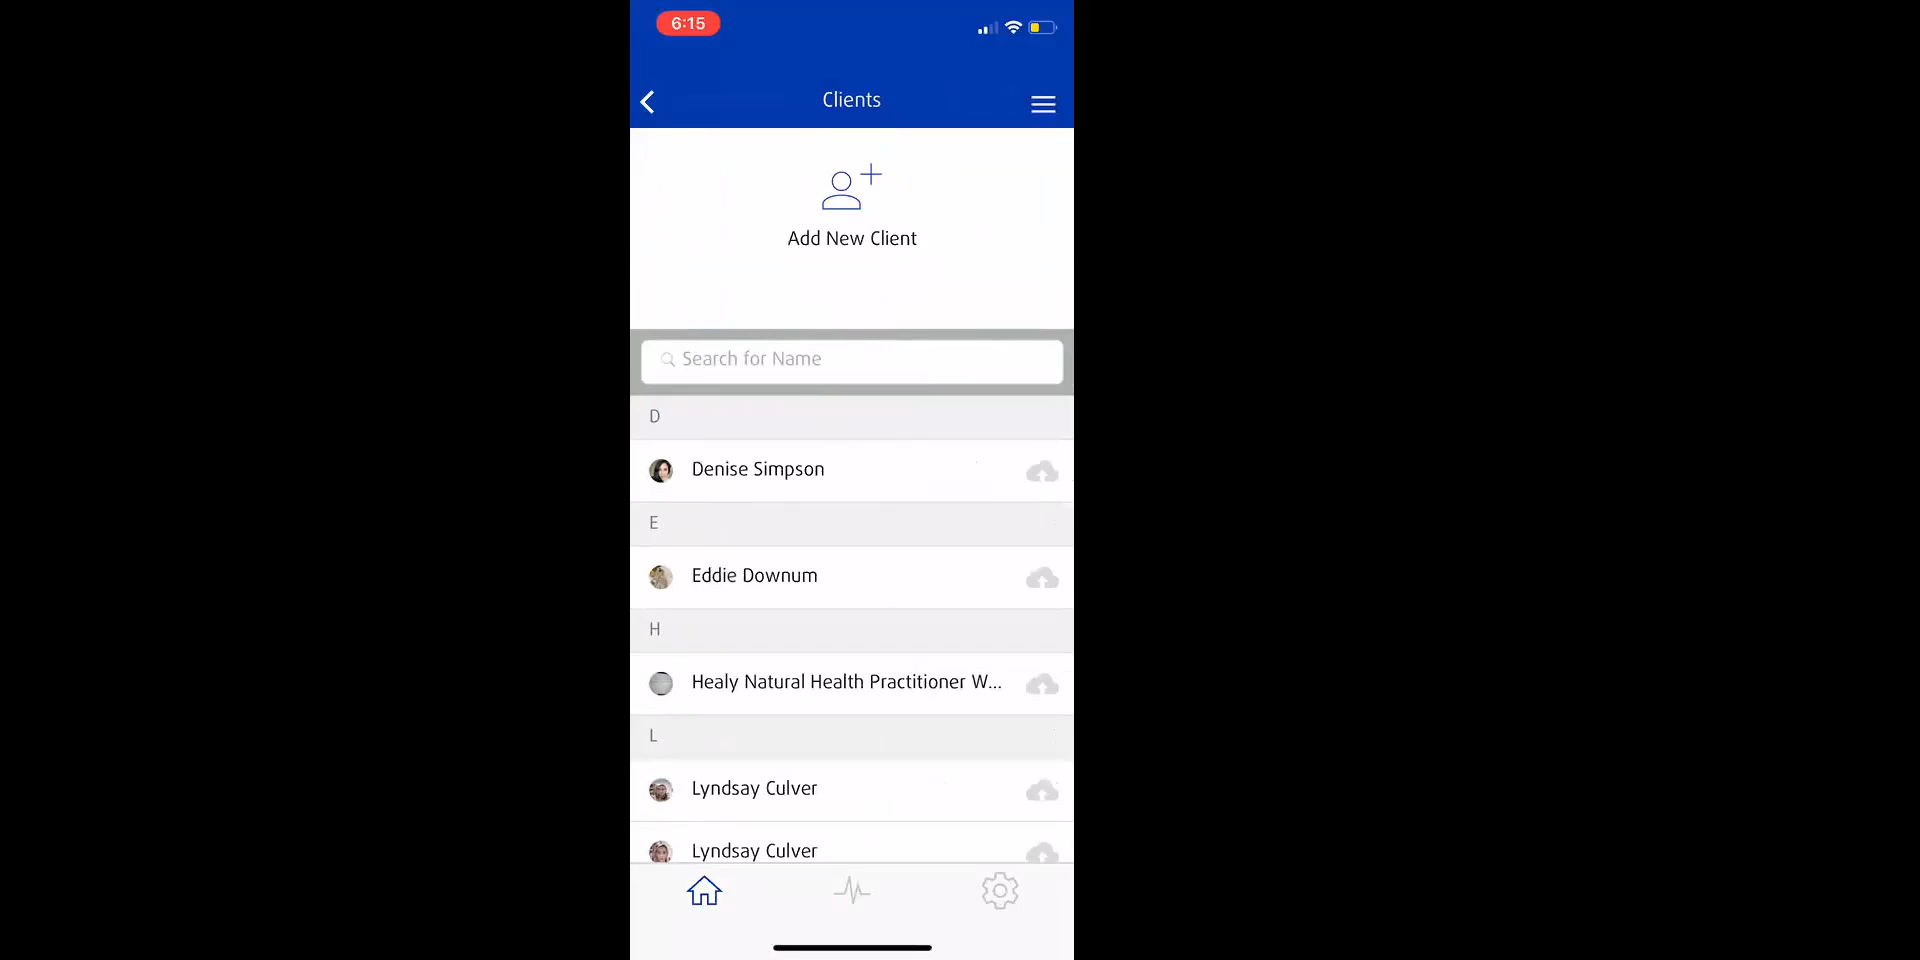 6:15
Clients
Add New Client
Search for Name
D
Denise Simpson
E
Eddie Downum
H
Healy Natural Health Practitioner W...
L
Lyndsay Culver
Lyndsay Culver